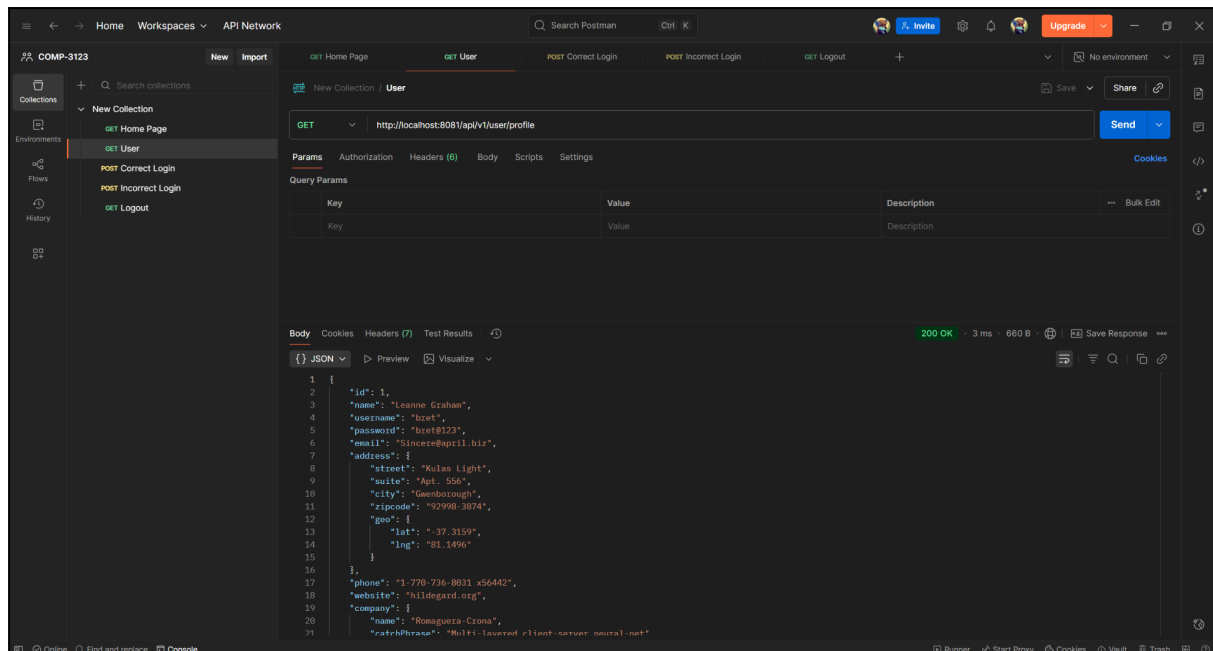 Home Workspaces API Network Search Postman Ctrl K Invite Upgrade
COMP-3123 New Import GET Home Page GET User POST Correct Login POST Incorrect Login GET Logout + No environment
Collections + Search collections New Collection / User Save Share
New Collection
GET Home Page GET http://localhost:8081/api/v1/user/profile Send
Environments GET User
POST Correct Login Params Authorization Headers (6) Body Scripts Settings Cookies
Flows POST Incorrect Login Query Params
History GET Logout Key Value Description Bulk Edit
Key Value Description
Body Cookies Headers (7) Test Results 200 OK 3 ms 660 B Save Response
{} JSON Preview Visualize
1 {
2 "id": 1,
3 "name": "Leanne Graham",
4 "username": "bret",
5 "password": "bret@123",
6 "email": "Sincere@april.biz",
7 "address": {
8 "street": "Kulas Light",
9 "suite": "Apt. 556",
10 "city": "Gwenborough",
11 "zipcode": "92998-3874",
12 "geo": {
13 "lat": "-37.3159",
14 "lng": "81.1496"
15 }
16 },
17 "phone": "1-770-736-8031 x56442",
18 "website": "hildegard.org",
19 "company": {
20 "name": "Romaguera-Crona",
21 "catchPhrase": "Multi-layered client-server neural-net"
Online Find and replace Console Runner Start Proxy Cookies Vault Trash